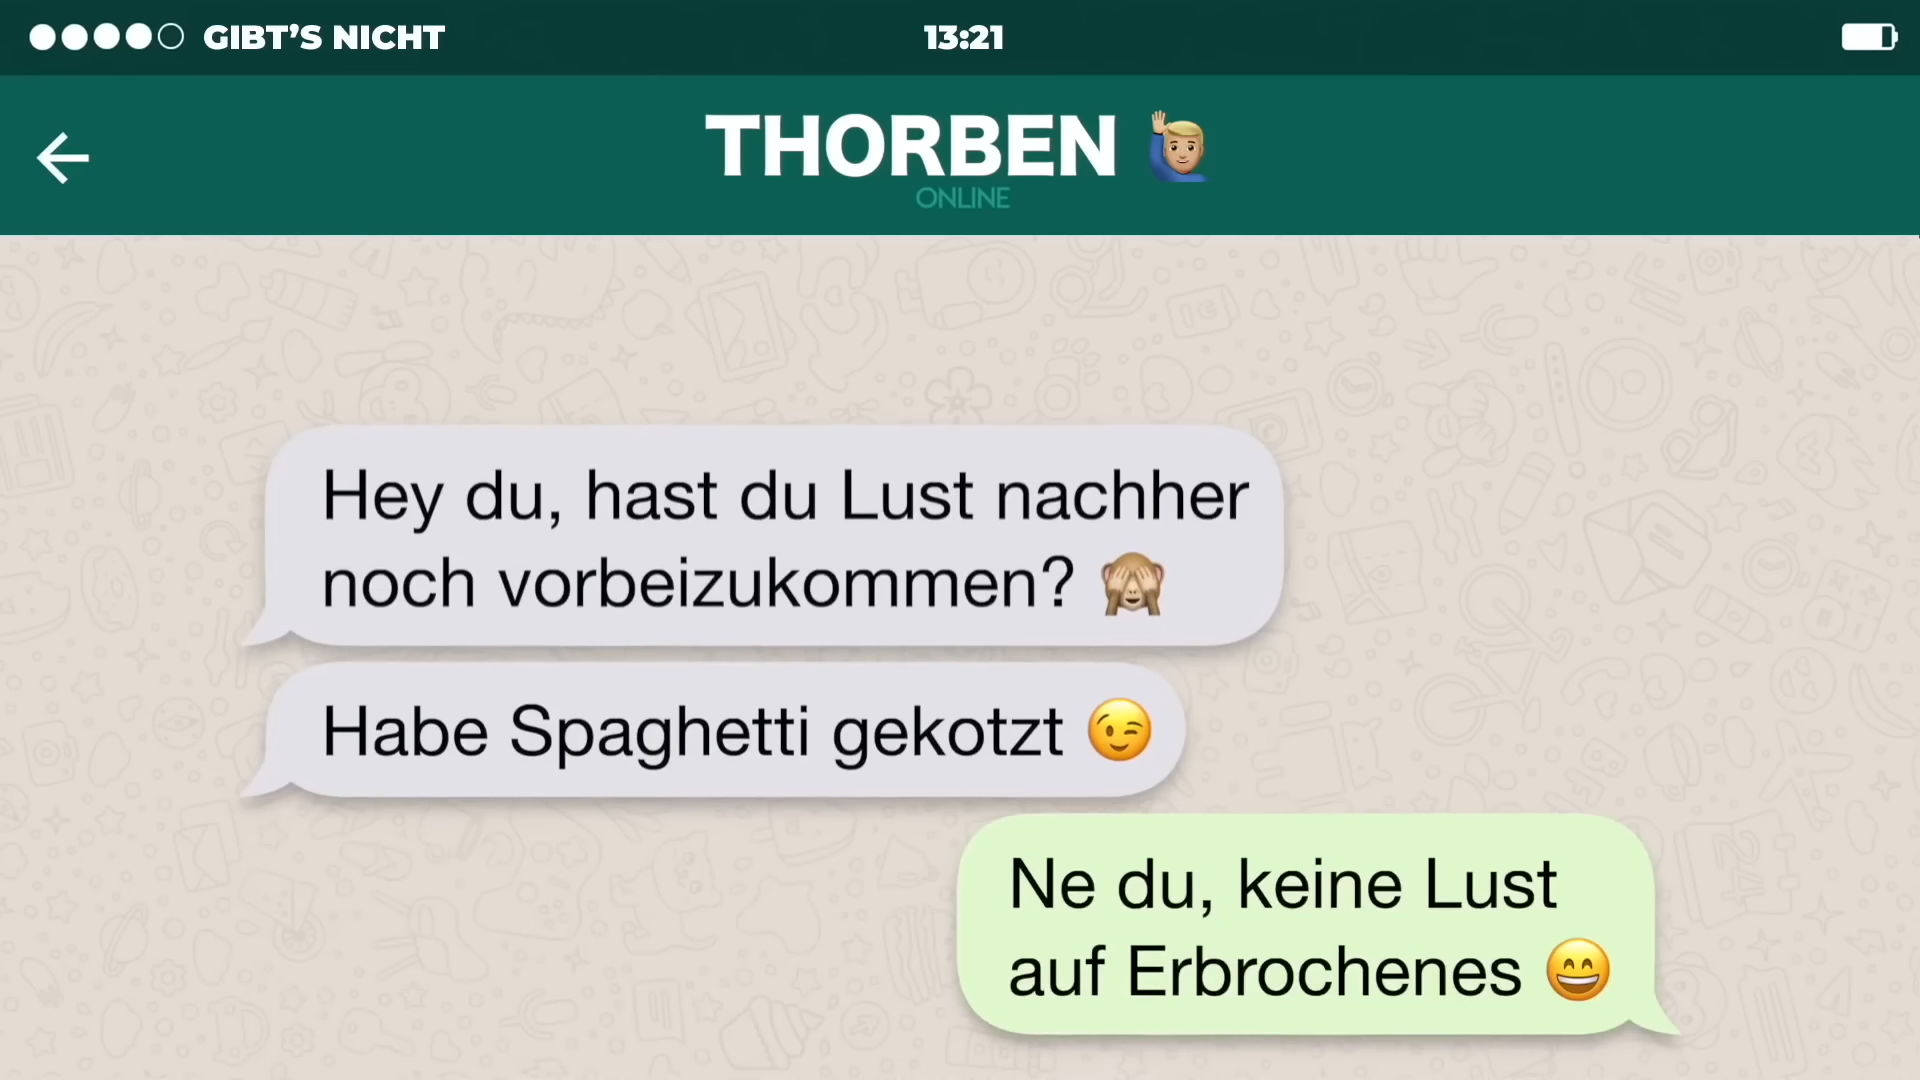 GIBT’S NICHT
13:21
THORBEN 🙋🏼‍♂️
ONLINE
Hey du, hast du Lust nachher
noch vorbeizukommen? 🙈
Habe Spaghetti gekotzt 😉
Ne du, keine Lust
auf Erbrochenes 😄